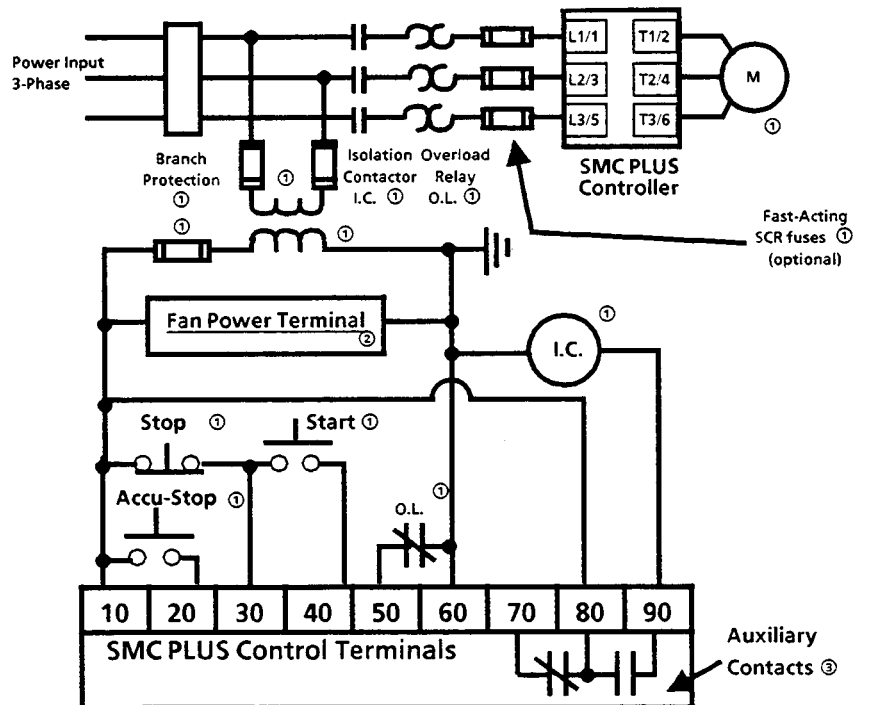 Power Input
3-Phase
L1/1
L2/3
L3/5
T1/2
T2/4
T3/6
M
①
SMC PLUS
Controller
Branch
Protection
①
①
Isolation
Contactor
I.C. ①
Overload
Relay
O.L. ①
Fast-Acting
SCR fuses ①
(optional)
①
①
Fan Power Terminal
②
I.C.
①
Stop ①
Start ①
Accu-Stop ①
O.L.
①
10 20 30 40 50 60 70 80 90
SMC PLUS Control Terminals
Auxiliary
Contacts ③